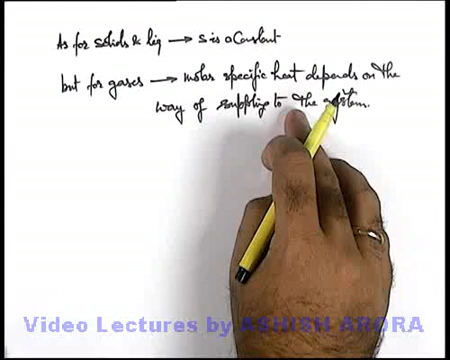 As for solids & liq → s is a Constant
but for gases → molar specific heat depends on the
way of suppling to the system.
Video Lectures by ASHISH ARORA